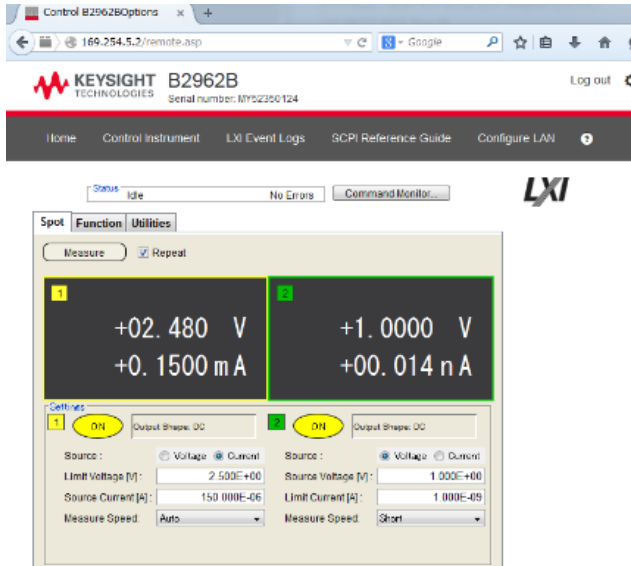 Control B2962BOptions × +
169.254.5.2/remote.asp
8 - Google
KEYSIGHT B2962B Log out
TECHNOLOGIES Serial number: MY52350124
Home Control Instrument LXI Event Logs SCPI Reference Guide Configure LAN ?
Status
Idle No Errors Command Monitor...
LXI
Spot Function Utilities
Measure Repeat
1 2
+02.480 V +1.0000 V
+0.1500 mA +00.014 nA
Settings
1 ON Output Shape: DC 2 ON Output Shape: DC
Source : Voltage Current Source : Voltage Current
Limit Voltage [V] : 2.500E+00 Source Voltage [V] : 1.000E+00
Source Current [A] : 150.000E-06 Limit Current [A] : 1.000E-09
Measure Speed: Auto Measure Speed: Short